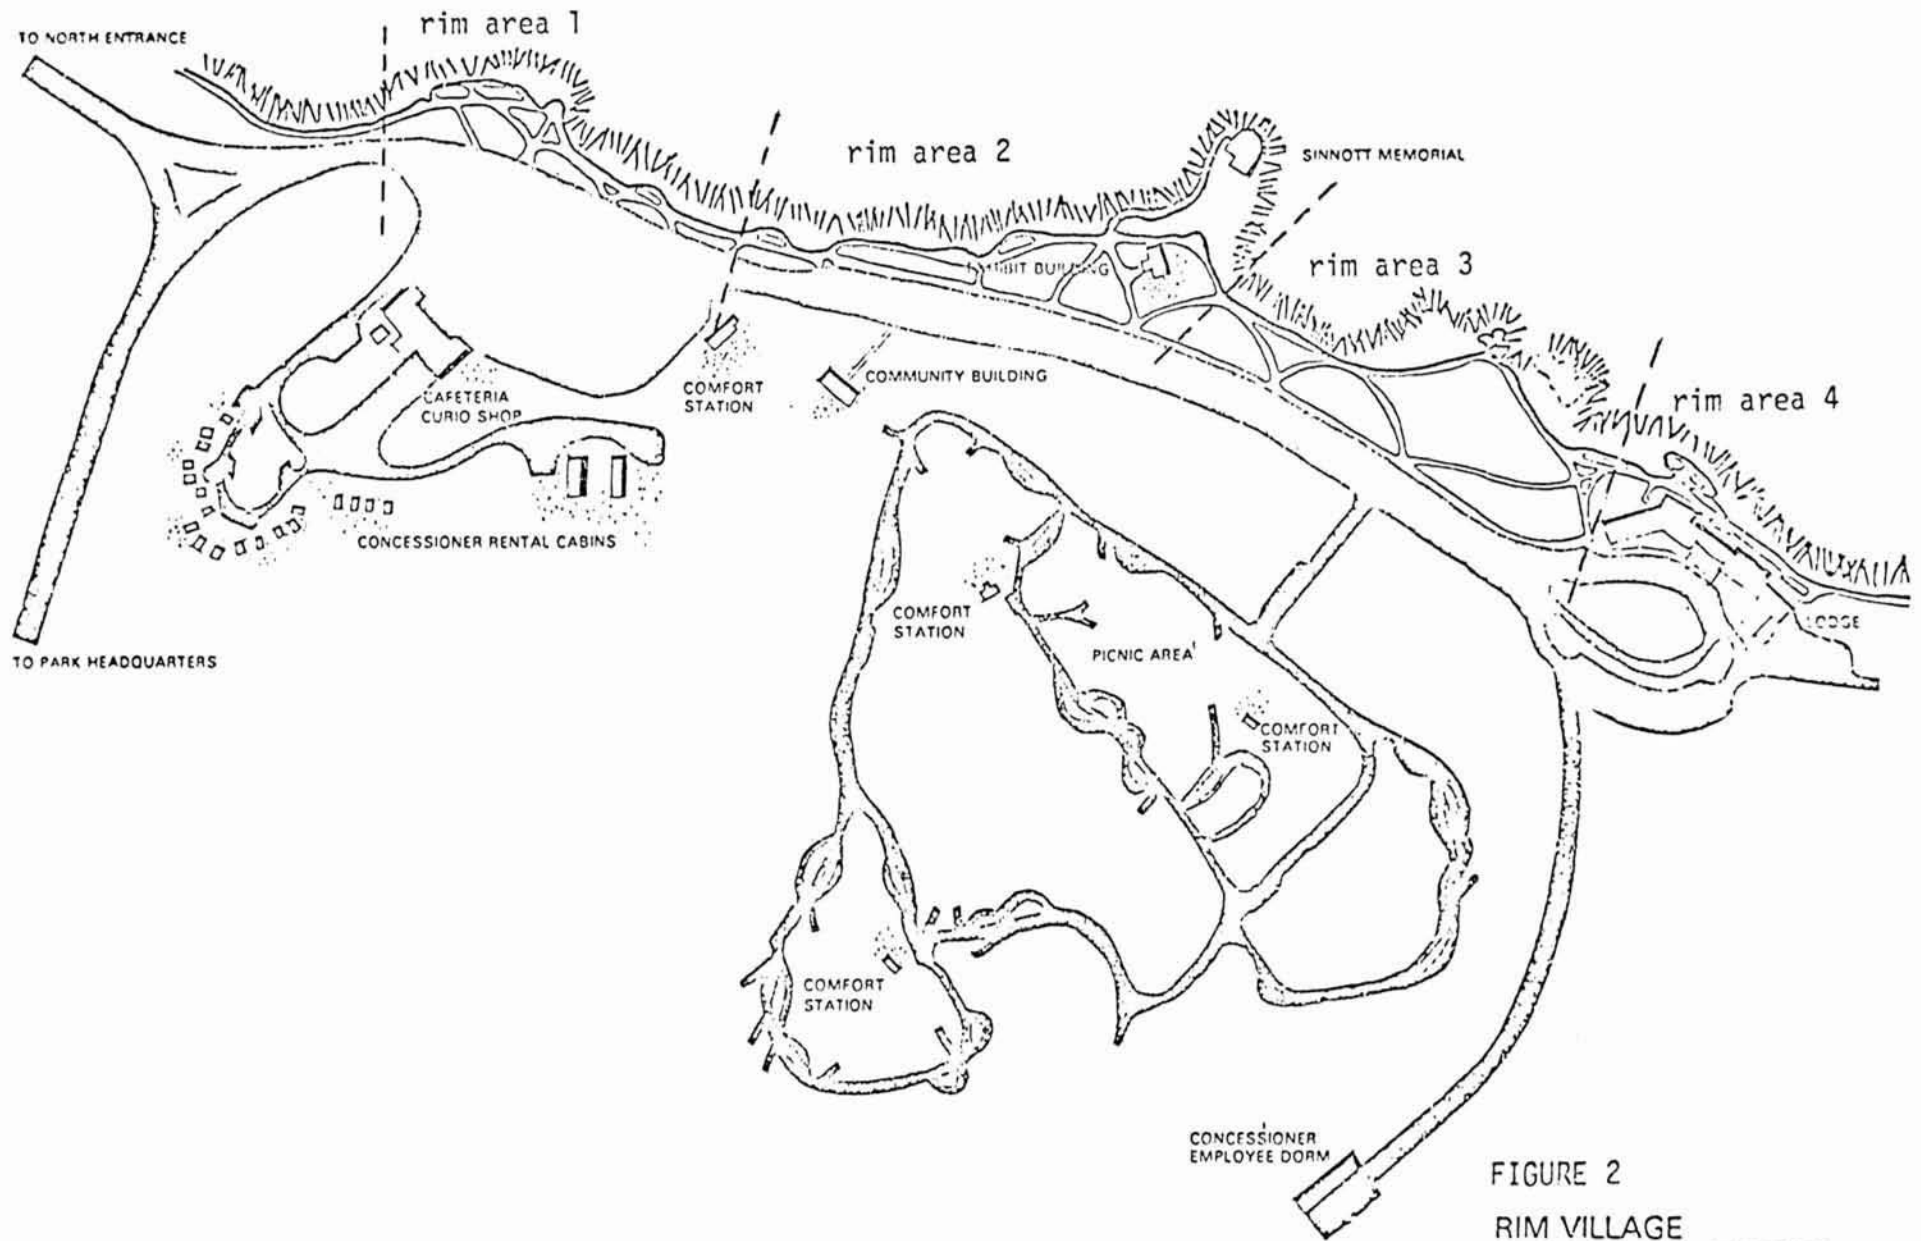 rim area 1
TO NORTH ENTRANCE
rim area 2
SINNOTT MEMORIAL
rim area 3
EXHIBIT BUILDING
rim area 4
COMFORT
STATION
COMMUNITY BUILDING
CAFETERIA
CURIO SHOP
CONCESSIONER RENTAL CABINS
TO PARK HEADQUARTERS
COMFORT
STATION
LODGE
PICNIC AREA
COMFORT
STATION
COMFORT
STATION
CONCESSIONER
EMPLOYEE DORM
FIGURE 2
RIM VILLAGE